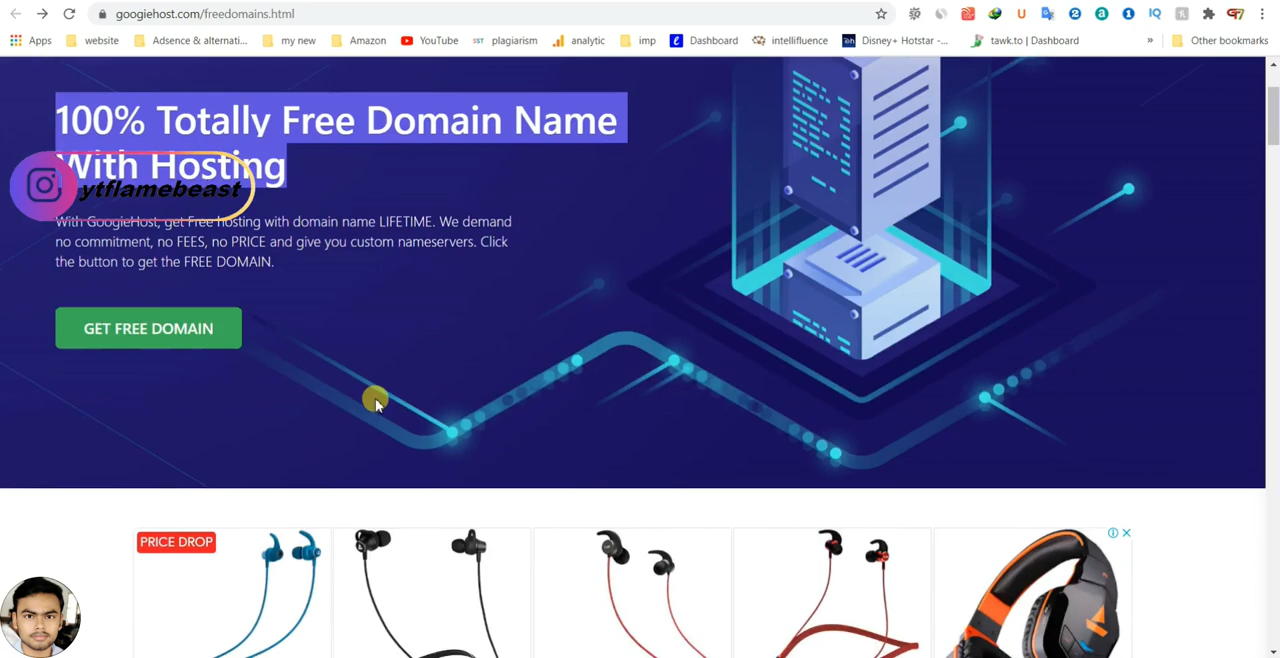 googiehost.com/freedomains.html
Apps website Adsence & alternati... my new Amazon YouTube SST plagiarism analytic imp Dashboard intellifluence Disney+ Hotstar -... tawk.to | Dashboard » Other bookmarks
100% Totally Free Domain Name
With Hosting
ytflamebeast
With GoogieHost, get Free hosting with domain name LIFETIME. We demand
no commitment, no FEES, no PRICE and give you custom nameservers. Click
the button to get the FREE DOMAIN.
GET FREE DOMAIN
PRICE DROP